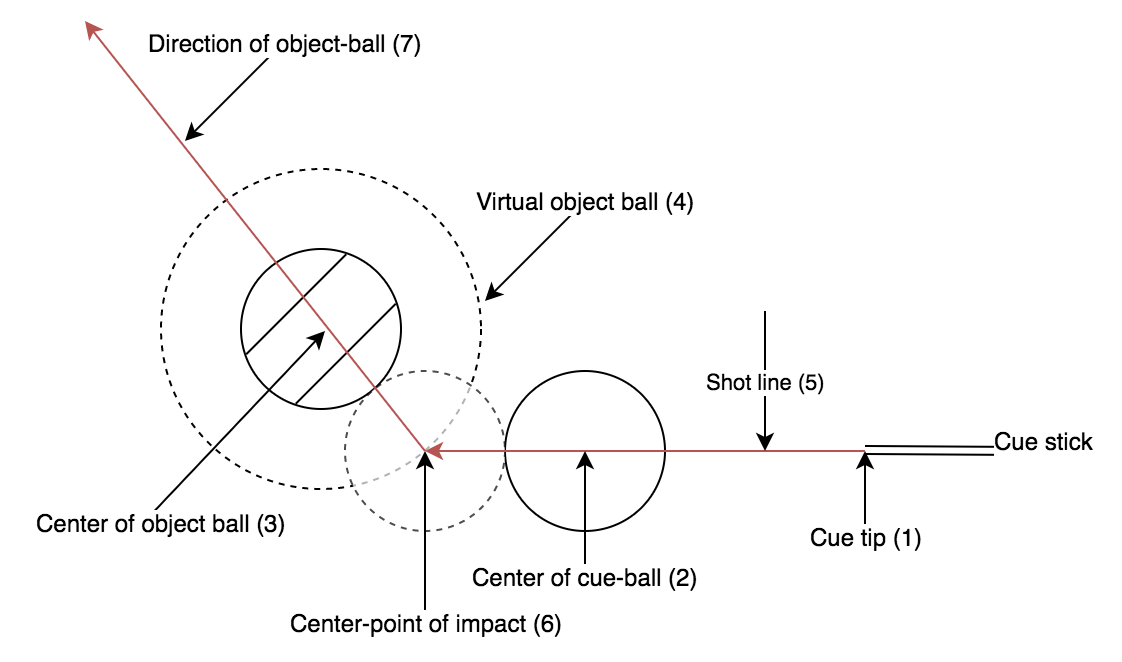 Direction of object-ball (7)
Virtual object ball (4)
Shot line (5)
Cue stick
Center of object ball (3)
Cue tip (1)
Center of cue-ball (2)
Center-point of impact (6)